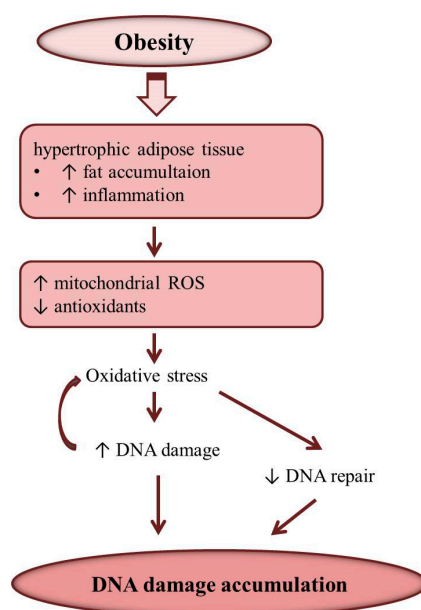 Obesity
hypertrophic adipose tissue
• ↑ fat accumultaion
• ↑ inflammation
↑ mitochondrial ROS
↓ antioxidants
Oxidative stress
↑ DNA damage
↓ DNA repair
DNA damage accumulation